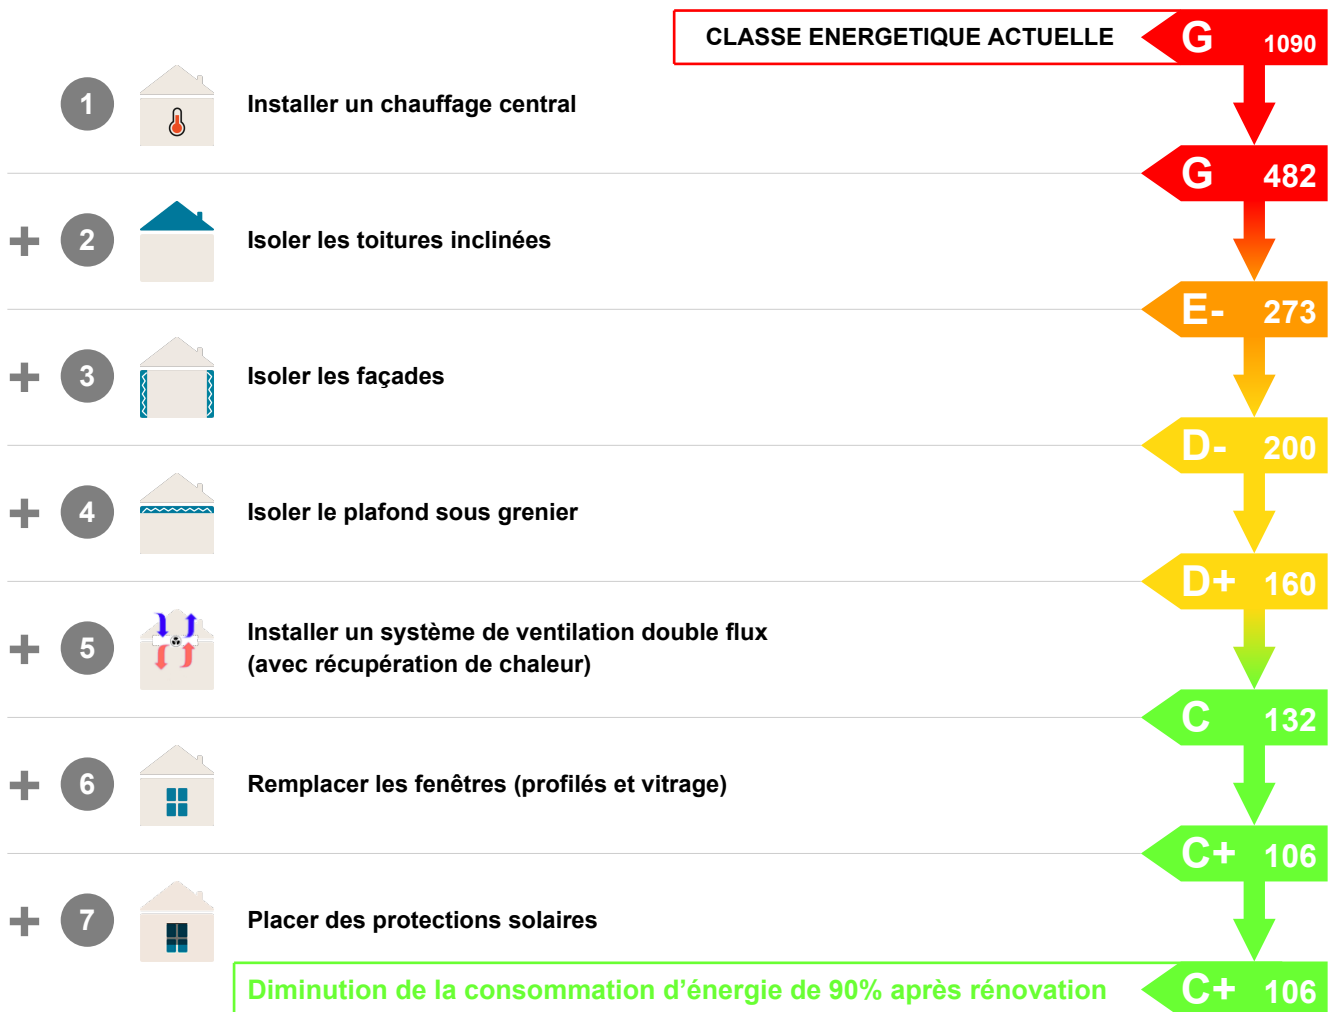 CLASSE ENERGETIQUE ACTUELLE G 1090
1 Installer un chauffage central
G 482
+ 2 Isoler les toitures inclinées
E- 273
+ 3 Isoler les façades
D- 200
+ 4 Isoler le plafond sous grenier
D+ 160
+ 5 Installer un système de ventilation double flux
(avec récupération de chaleur)
C 132
+ 6 Remplacer les fenêtres (profilés et vitrage)
C+ 106
+ 7 Placer des protections solaires
Diminution de la consommation d’énergie de 90% après rénovation C+ 106